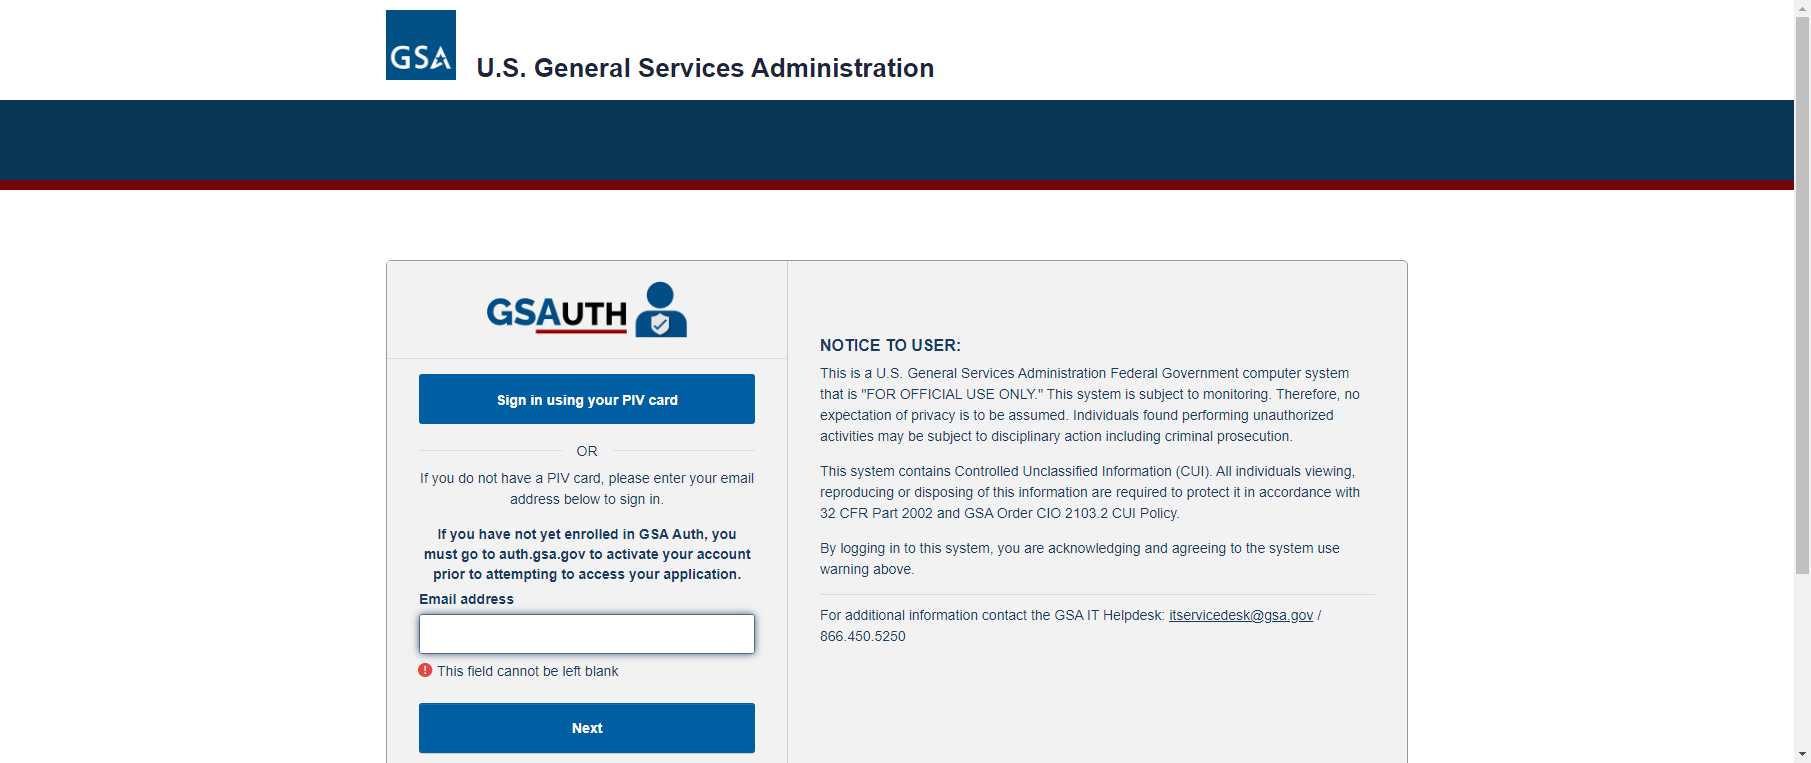 GSA
U.S. General Services Administration
GSAUTH
Sign in using your PIV card
OR
If you do not have a PIV card, please enter your email
address below to sign in.
If you have not yet enrolled in GSA Auth, you
must go to auth.gsa.gov to activate your account
prior to attempting to access your application.
Email address
This field cannot be left blank
Next
NOTICE TO USER:
This is a U.S. General Services Administration Federal Government computer system
that is "FOR OFFICIAL USE ONLY." This system is subject to monitoring. Therefore, no
expectation of privacy is to be assumed. Individuals found performing unauthorized
activities may be subject to disciplinary action including criminal prosecution.
This system contains Controlled Unclassified Information (CUI). All individuals viewing,
reproducing or disposing of this information are required to protect it in accordance with
32 CFR Part 2002 and GSA Order CIO 2103.2 CUI Policy.
By logging in to this system, you are acknowledging and agreeing to the system use
warning above.
For additional information contact the GSA IT Helpdesk: itservicedesk@gsa.gov /
866.450.5250